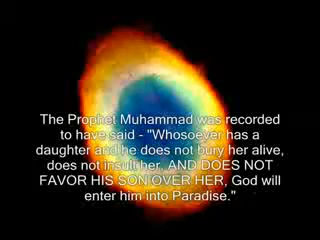 The Prophet Muhammad was recorded
to have said - "Whosoever has a
daughter and he does not bury her alive,
does not insult her, AND DOES NOT
FAVOR HIS SON OVER HER, God will
enter him into Paradise."